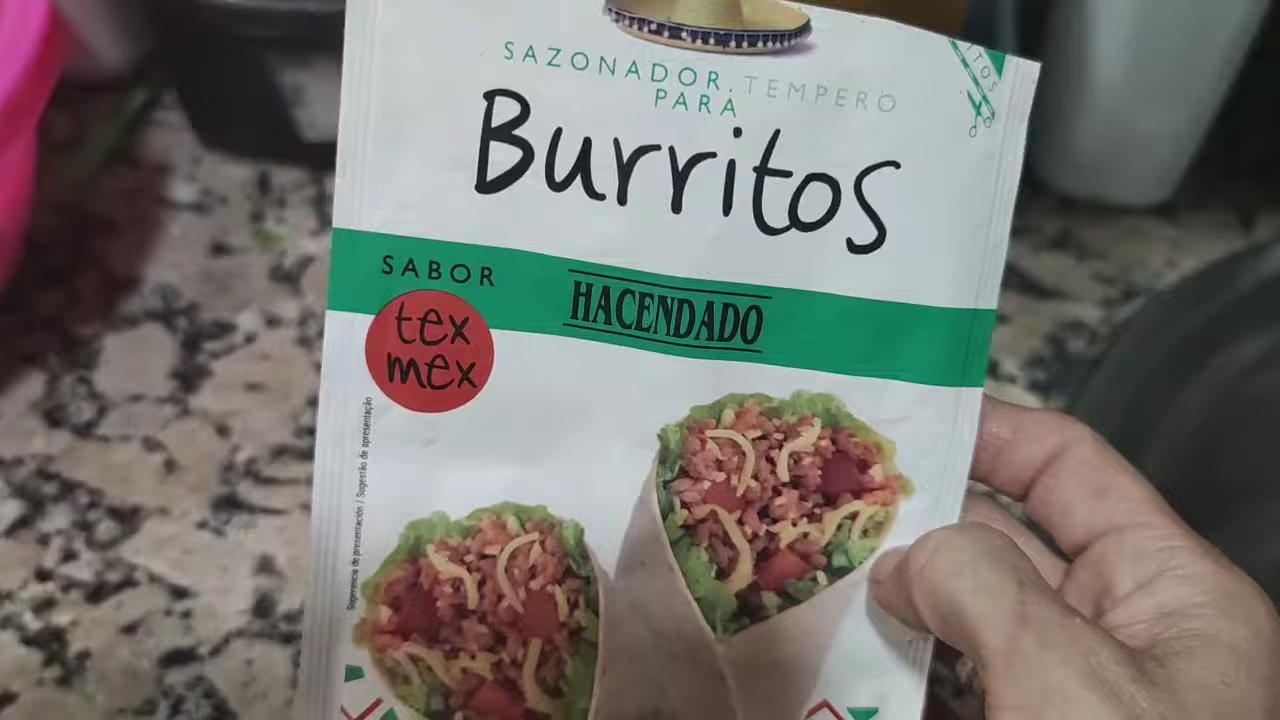 SAZONADOR TEMPERO
PARA
Burritos
SABOR
tex
mex
HACENDADO
Sugerencia de presentación / Sugestão de apresentação